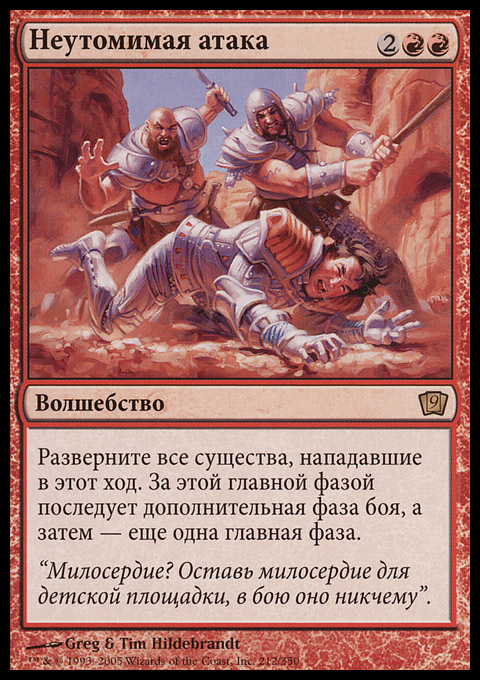 Неутомимая атака 2
Волшебство 9
Разверните все существа, нападавшие
в этот ход. За этой главной фазой
последует дополнительная фаза боя, а
затем — еще одна главная фаза.
“Милосердие? Оставь милосердие для
детской площадки, в бою оно никчему”.
Greg & Tim Hildebrandt
™ & © 1993–2005 Wizards of the Coast, Inc. 212/350